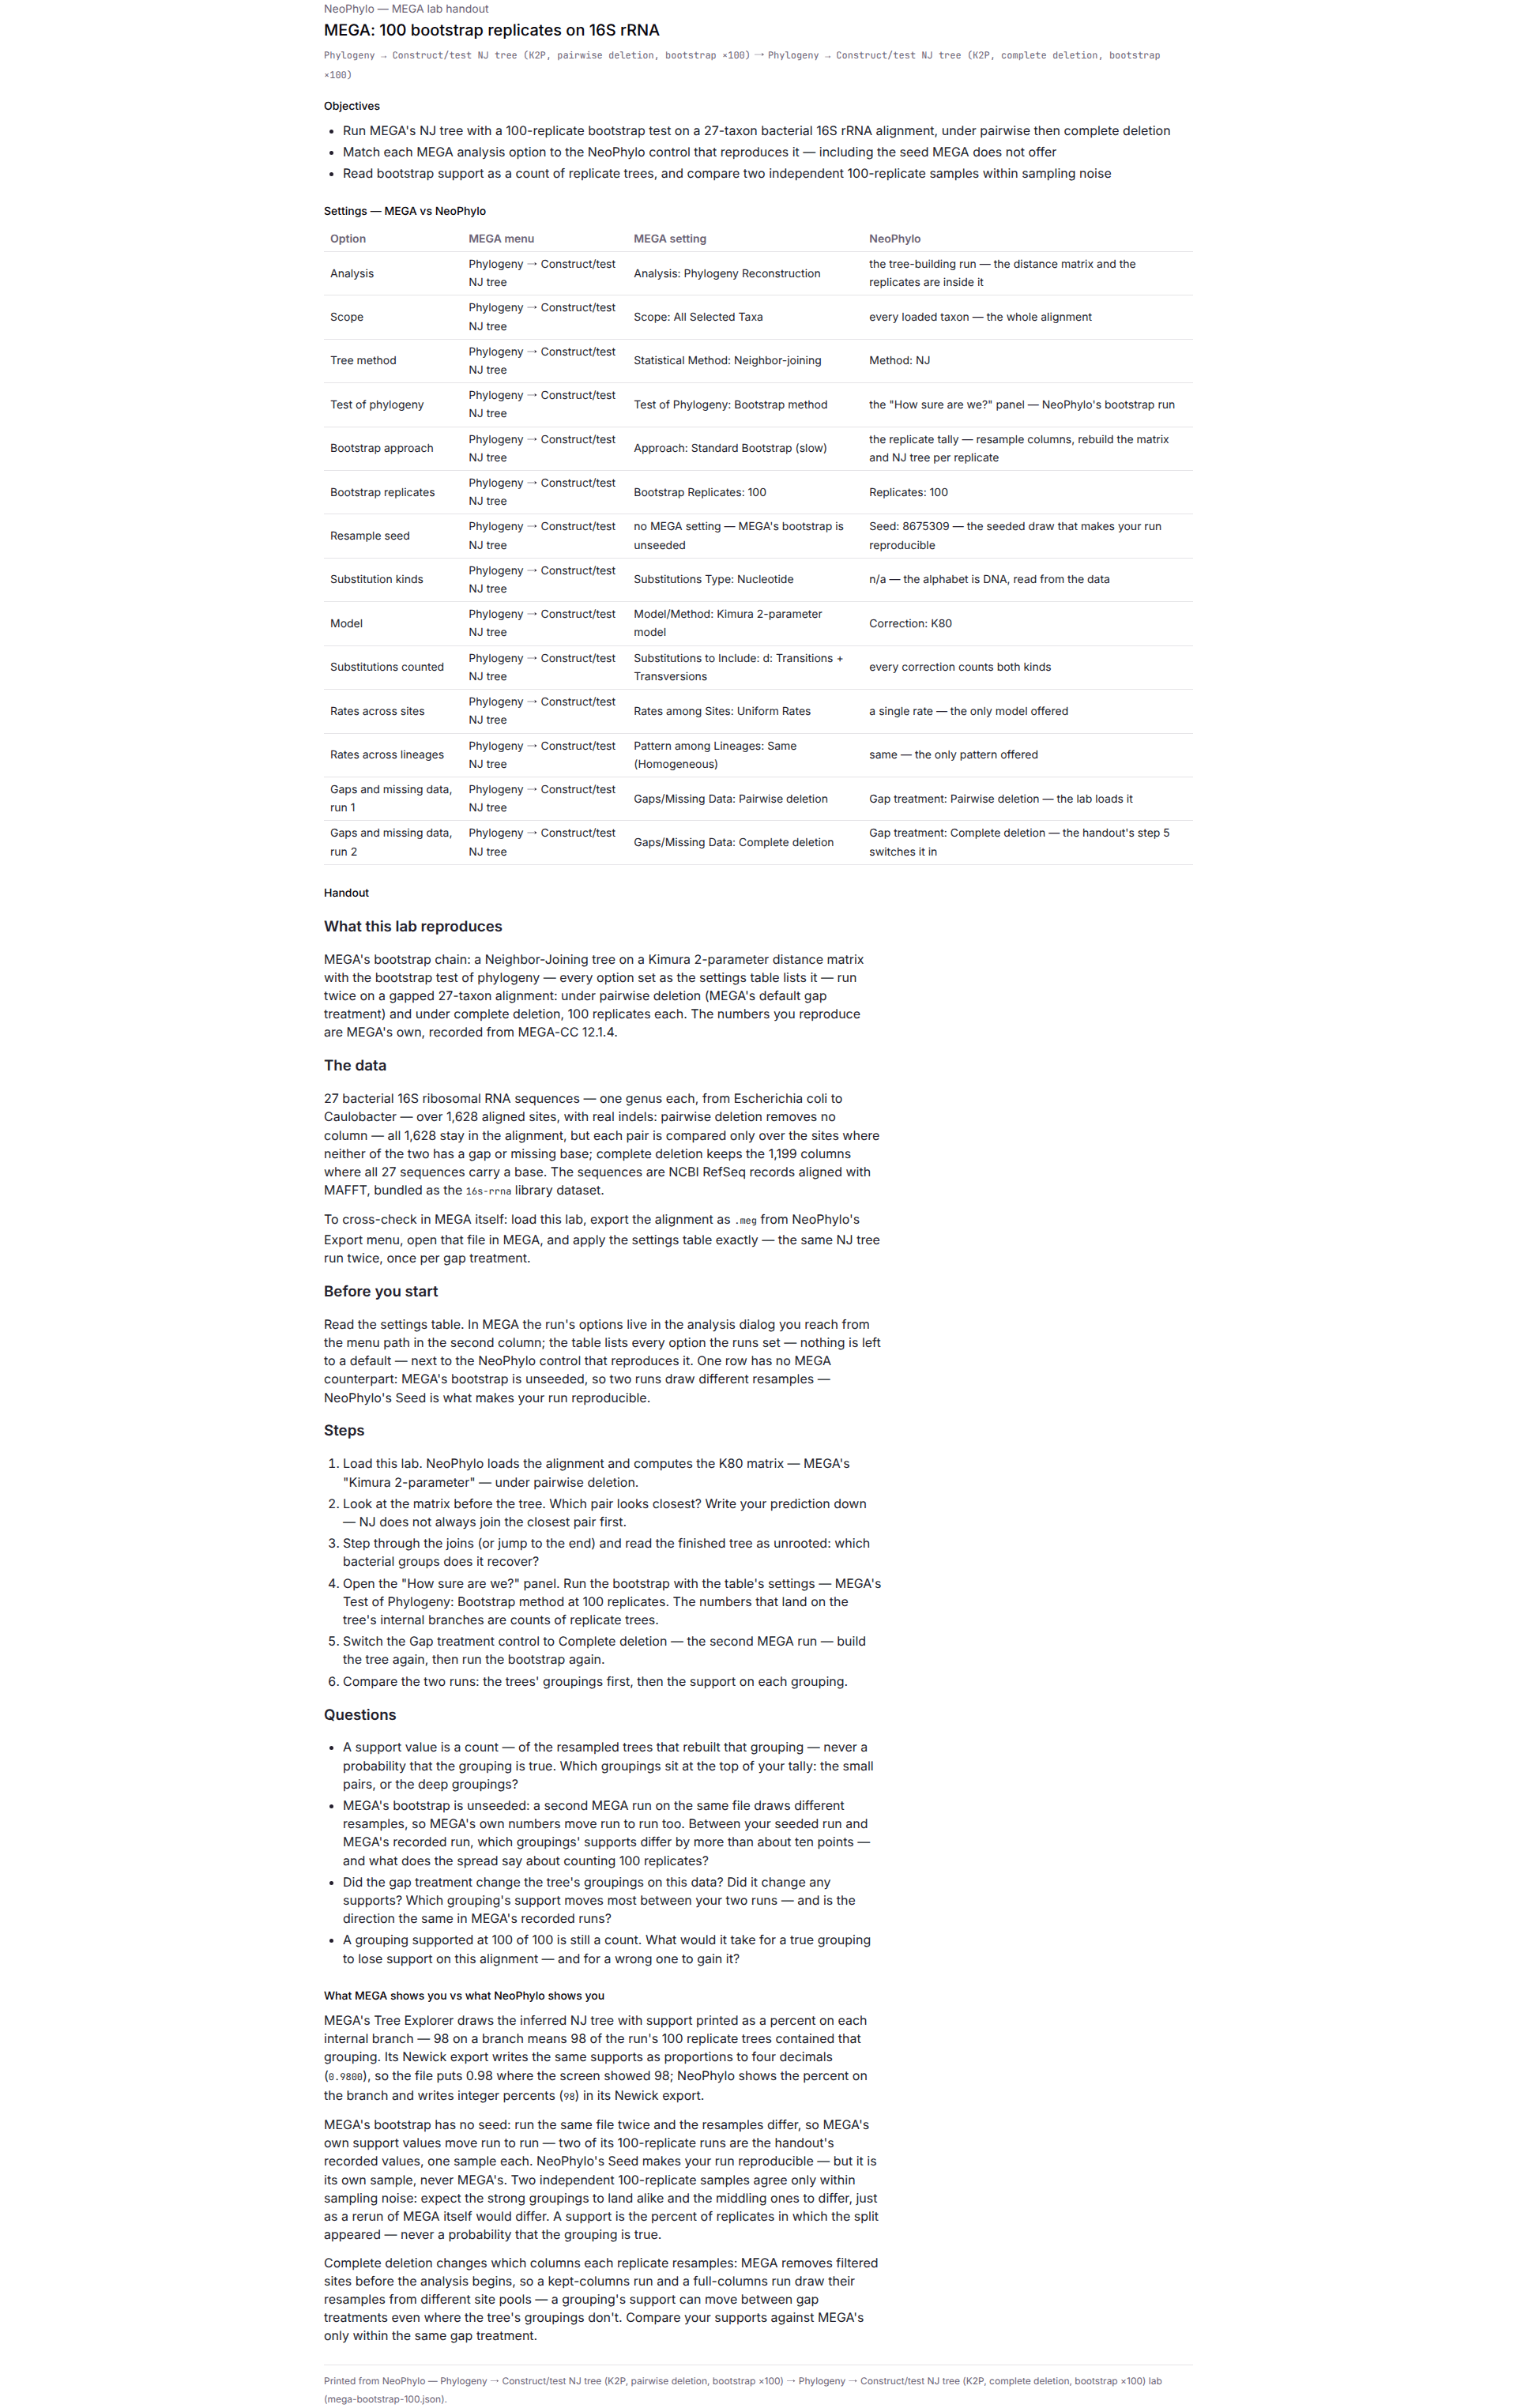 NeoPhylo — MEGA lab handout
MEGA: 100 bootstrap replicates on 16S rRNA
Phylogeny → Construct/test NJ tree (K2P, pairwise deletion, bootstrap ×100) → Phylogeny → Construct/test NJ tree (K2P, complete deletion, bootstrap
×100)
Objectives
• Run MEGA's NJ tree with a 100-replicate bootstrap test on a 27-taxon bacterial 16S rRNA alignment, under pairwise then complete deletion
• Match each MEGA analysis option to the NeoPhylo control that reproduces it — including the seed MEGA does not offer
• Read bootstrap support as a count of replicate trees, and compare two independent 100-replicate samples within sampling noise
Settings — MEGA vs NeoPhylo
Option MEGA menu MEGA setting NeoPhylo
Analysis Phylogeny → Construct/test NJ tree Analysis: Phylogeny Reconstruction the tree-building run — the distance matrix and the replicates are inside it
Scope Phylogeny → Construct/test NJ tree Scope: All Selected Taxa every loaded taxon — the whole alignment
Tree method Phylogeny → Construct/test NJ tree Statistical Method: Neighbor-joining Method: NJ
Test of phylogeny Phylogeny → Construct/test NJ tree Test of Phylogeny: Bootstrap method the "How sure are we?" panel — NeoPhylo's bootstrap run
Bootstrap approach Phylogeny → Construct/test NJ tree Approach: Standard Bootstrap (slow) the replicate tally — resample columns, rebuild the matrix and NJ tree per replicate
Bootstrap replicates Phylogeny → Construct/test NJ tree Bootstrap Replicates: 100 Replicates: 100
Resample seed Phylogeny → Construct/test NJ tree no MEGA setting — MEGA's bootstrap is unseeded Seed: 8675309 — the seeded draw that makes your run reproducible
Substitution kinds Phylogeny → Construct/test NJ tree Substitutions Type: Nucleotide n/a — the alphabet is DNA, read from the data
Model Phylogeny → Construct/test NJ tree Model/Method: Kimura 2-parameter model Correction: K80
Substitutions counted Phylogeny → Construct/test NJ tree Substitutions to Include: d: Transitions + Transversions every correction counts both kinds
Rates across sites Phylogeny → Construct/test NJ tree Rates among Sites: Uniform Rates a single rate — the only model offered
Rates across lineages Phylogeny → Construct/test NJ tree Pattern among Lineages: Same (Homogeneous) same — the only pattern offered
Gaps and missing data, run 1 Phylogeny → Construct/test NJ tree Gaps/Missing Data: Pairwise deletion Gap treatment: Pairwise deletion — the lab loads it
Gaps and missing data, run 2 Phylogeny → Construct/test NJ tree Gaps/Missing Data: Complete deletion Gap treatment: Complete deletion — the handout's step 5 switches it in
Handout
What this lab reproduces
MEGA's bootstrap chain: a Neighbor-Joining tree on a Kimura 2-parameter distance matrix
with the bootstrap test of phylogeny — every option set as the settings table lists it — run
twice on a gapped 27-taxon alignment: under pairwise deletion (MEGA's default gap
treatment) and under complete deletion, 100 replicates each. The numbers you reproduce
are MEGA's own, recorded from MEGA-CC 12.1.4.
The data
27 bacterial 16S ribosomal RNA sequences — one genus each, from Escherichia coli to
Caulobacter — over 1,628 aligned sites, with real indels: pairwise deletion removes no
column — all 1,628 stay in the alignment, but each pair is compared only over the sites where
neither of the two has a gap or missing base; complete deletion keeps the 1,199 columns
where all 27 sequences carry a base. The sequences are NCBI RefSeq records aligned with
MAFFT, bundled as the 16s-rrna library dataset.
To cross-check in MEGA itself: load this lab, export the alignment as .meg from NeoPhylo's
Export menu, open that file in MEGA, and apply the settings table exactly — the same NJ tree
run twice, once per gap treatment.
Before you start
Read the settings table. In MEGA the run's options live in the analysis dialog you reach from
the menu path in the second column; the table lists every option the runs set — nothing is left
to a default — next to the NeoPhylo control that reproduces it. One row has no MEGA
counterpart: MEGA's bootstrap is unseeded, so two runs draw different resamples —
NeoPhylo's Seed is what makes your run reproducible.
Steps
1. Load this lab. NeoPhylo loads the alignment and computes the K80 matrix — MEGA's
"Kimura 2-parameter" — under pairwise deletion.
2. Look at the matrix before the tree. Which pair looks closest? Write your prediction down
— NJ does not always join the closest pair first.
3. Step through the joins (or jump to the end) and read the finished tree as unrooted: which
bacterial groups does it recover?
4. Open the "How sure are we?" panel. Run the bootstrap with the table's settings — MEGA's
Test of Phylogeny: Bootstrap method at 100 replicates. The numbers that land on the
tree's internal branches are counts of replicate trees.
5. Switch the Gap treatment control to Complete deletion — the second MEGA run — build
the tree again, then run the bootstrap again.
6. Compare the two runs: the trees' groupings first, then the support on each grouping.
Questions
• A support value is a count — of the resampled trees that rebuilt that grouping — never a
probability that the grouping is true. Which groupings sit at the top of your tally: the small
pairs, or the deep groupings?
• MEGA's bootstrap is unseeded: a second MEGA run on the same file draws different
resamples, so MEGA's own numbers move run to run too. Between your seeded run and
MEGA's recorded run, which groupings' supports differ by more than about ten points —
and what does the spread say about counting 100 replicates?
• Did the gap treatment change the tree's groupings on this data? Did it change any
supports? Which grouping's support moves most between your two runs — and is the
direction the same in MEGA's recorded runs?
• A grouping supported at 100 of 100 is still a count. What would it take for a true grouping
to lose support on this alignment — and for a wrong one to gain it?
What MEGA shows you vs what NeoPhylo shows you
MEGA's Tree Explorer draws the inferred NJ tree with support printed as a percent on each
internal branch — 98 on a branch means 98 of the run's 100 replicate trees contained that
grouping. Its Newick export writes the same supports as proportions to four decimals
(0.9800), so the file puts 0.98 where the screen showed 98; NeoPhylo shows the percent on
the branch and writes integer percents (98) in its Newick export.
MEGA's bootstrap has no seed: run the same file twice and the resamples differ, so MEGA's
own support values move run to run — two of its 100-replicate runs are the handout's
recorded values, one sample each. NeoPhylo's Seed makes your run reproducible — but it is
its own sample, never MEGA's. Two independent 100-replicate samples agree only within
sampling noise: expect the strong groupings to land alike and the middling ones to differ, just
as a rerun of MEGA itself would differ. A support is the percent of replicates in which the split
appeared — never a probability that the grouping is true.
Complete deletion changes which columns each replicate resamples: MEGA removes filtered
sites before the analysis begins, so a kept-columns run and a full-columns run draw their
resamples from different site pools — a grouping's support can move between gap
treatments even where the tree's groupings don't. Compare your supports against MEGA's
only within the same gap treatment.
Printed from NeoPhylo — Phylogeny → Construct/test NJ tree (K2P, pairwise deletion, bootstrap ×100) → Phylogeny → Construct/test NJ tree (K2P, complete deletion, bootstrap ×100) lab
(mega-bootstrap-100.json).